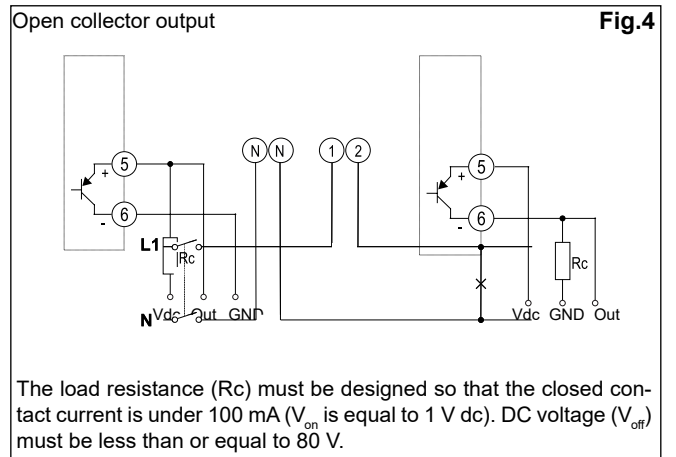 Open collector output Fig.4
N N 1 2
5 5
+ +
6 6
- -
L1 Rc Rc
N Vdc Out GND Vdc GND Out
The load resistance (Rc) must be designed so that the closed con-
tact current is under 100 mA (Von is equal to 1 V dc). DC voltage (Voff)
must be less than or equal to 80 V.